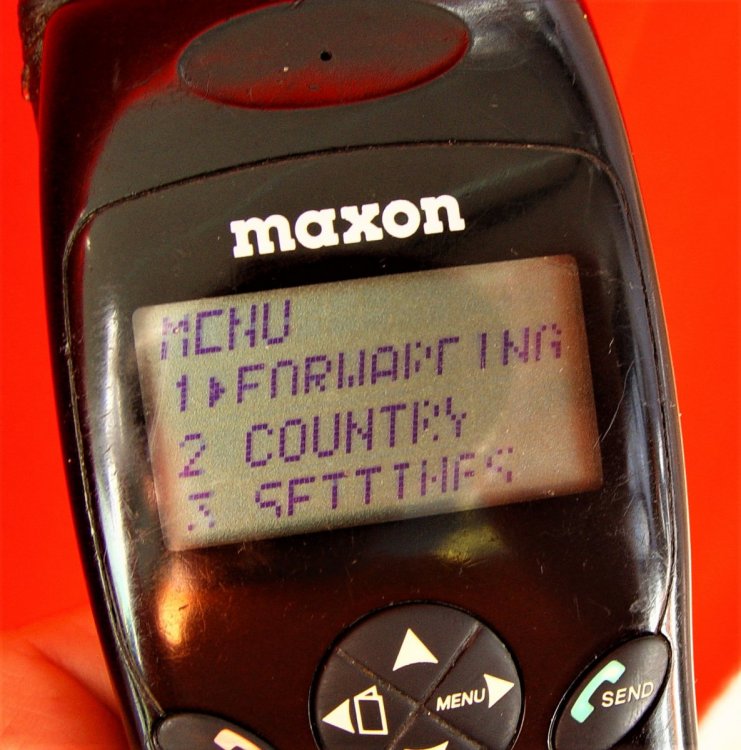 maxon
MENU
1 FORWARDING
2 COUNTRY
3 SETTINGS
MENU
SEND